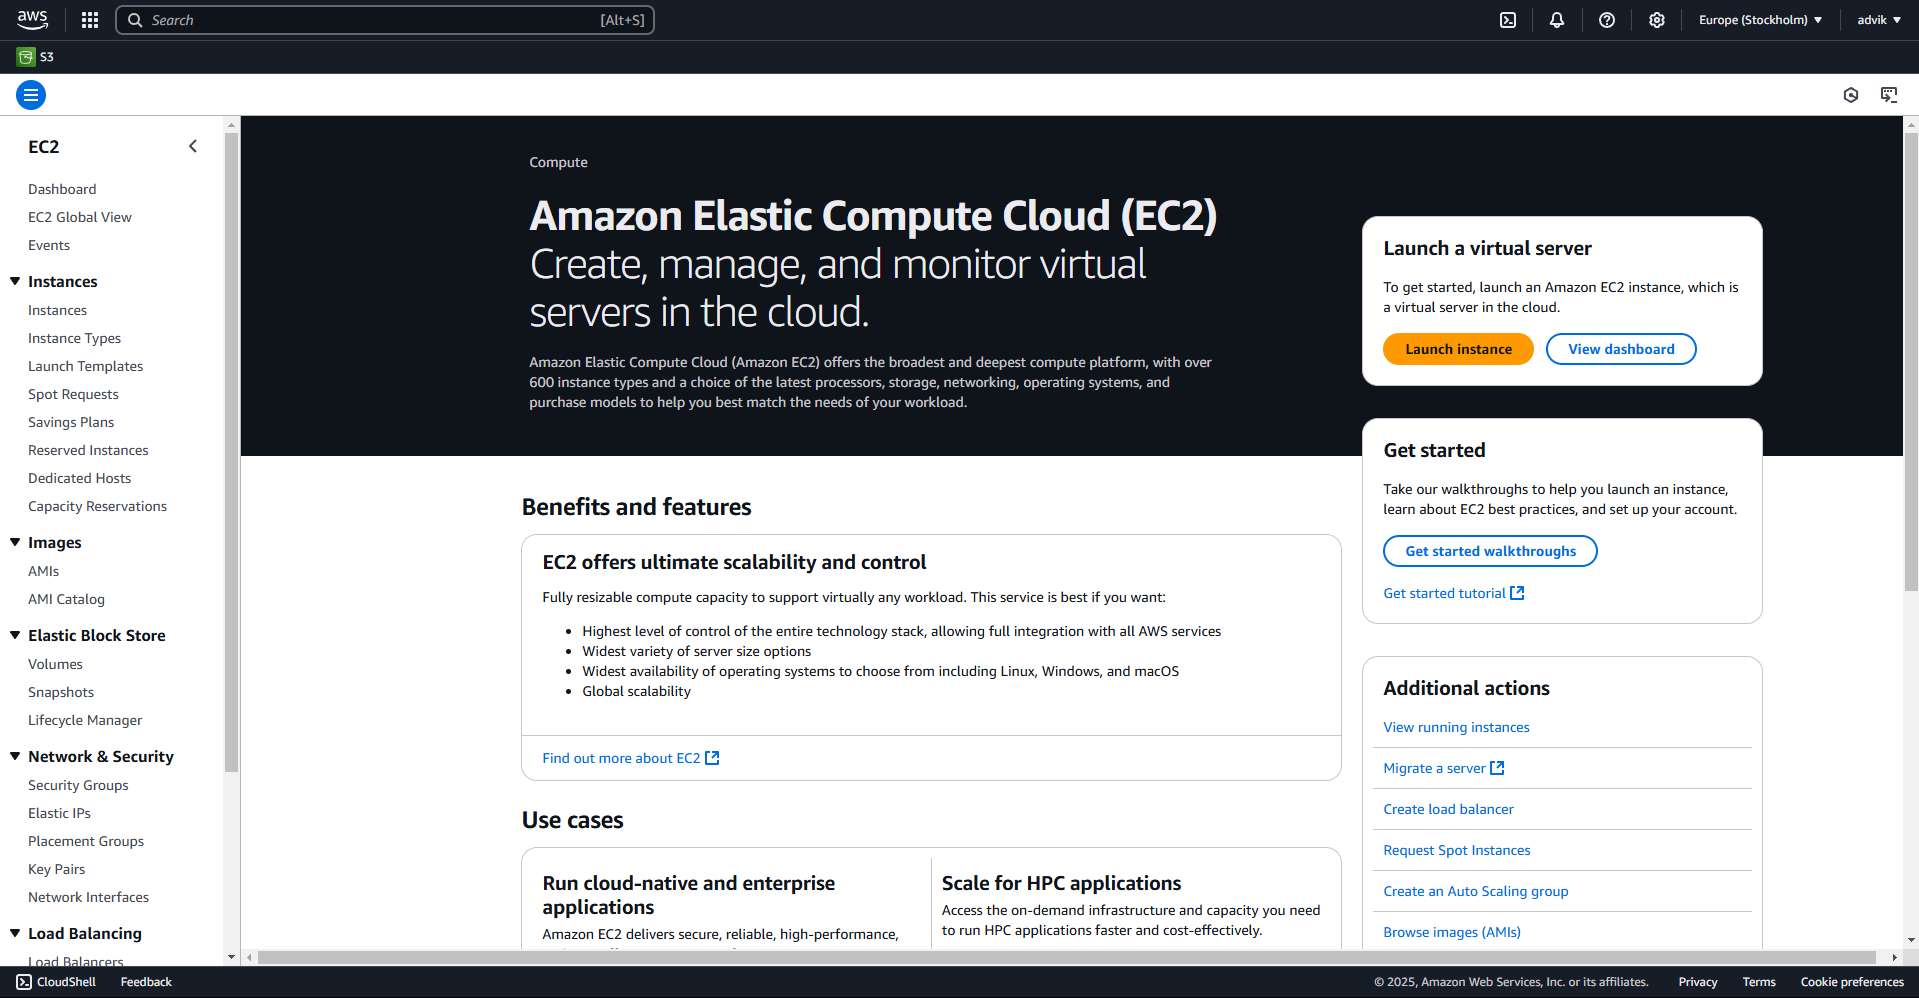 aws
Search
[Alt+S]
Europe (Stockholm)
advik
S3
EC2
Dashboard
EC2 Global View
Events
Instances
Instances
Instance Types
Launch Templates
Spot Requests
Savings Plans
Reserved Instances
Dedicated Hosts
Capacity Reservations
Images
AMIs
AMI Catalog
Elastic Block Store
Volumes
Snapshots
Lifecycle Manager
Network & Security
Security Groups
Elastic IPs
Placement Groups
Key Pairs
Network Interfaces
Load Balancing
Load Balancers
Compute
Amazon Elastic Compute Cloud (EC2)
Create, manage, and monitor virtual
servers in the cloud.
Amazon Elastic Compute Cloud (Amazon EC2) offers the broadest and deepest compute platform, with over
600 instance types and a choice of the latest processors, storage, networking, operating systems, and
purchase models to help you best match the needs of your workload.
Benefits and features
EC2 offers ultimate scalability and control
Fully resizable compute capacity to support virtually any workload. This service is best if you want:
• Highest level of control of the entire technology stack, allowing full integration with all AWS services
• Widest variety of server size options
• Widest availability of operating systems to choose from including Linux, Windows, and macOS
• Global scalability
Find out more about EC2
Use cases
Run cloud-native and enterprise
applications
Amazon EC2 delivers secure, reliable, high-performance,
Scale for HPC applications
Access the on-demand infrastructure and capacity you need
to run HPC applications faster and cost-effectively.
Launch a virtual server
To get started, launch an Amazon EC2 instance, which is
a virtual server in the cloud.
Launch instance
View dashboard
Get started
Take our walkthroughs to help you launch an instance,
learn about EC2 best practices, and set up your account.
Get started walkthroughs
Get started tutorial
Additional actions
View running instances
Migrate a server
Create load balancer
Request Spot Instances
Create an Auto Scaling group
Browse images (AMIs)
CloudShell
Feedback
© 2025, Amazon Web Services, Inc. or its affiliates.
Privacy
Terms
Cookie preferences